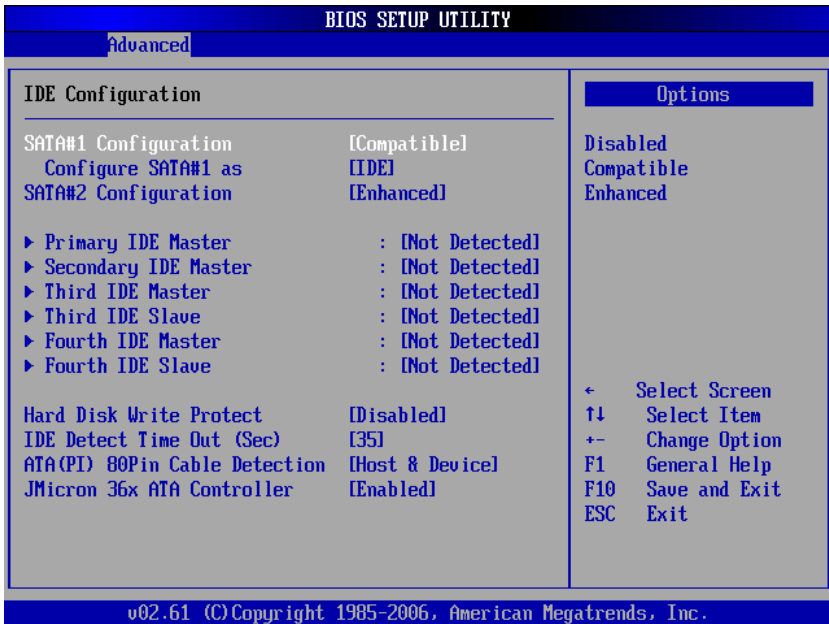 BIOS SETUP UTILITY
Advanced
IDE Configuration
SATA#1 Configuration [Compatible]
Configure SATA#1 as [IDE]
SATA#2 Configuration [Enhanced]
▶ Primary IDE Master : [Not Detected]
▶ Secondary IDE Master : [Not Detected]
▶ Third IDE Master : [Not Detected]
▶ Third IDE Slave : [Not Detected]
▶ Fourth IDE Master : [Not Detected]
▶ Fourth IDE Slave : [Not Detected]
Hard Disk Write Protect [Disabled]
IDE Detect Time Out (Sec) [35]
ATA(PI) 80Pin Cable Detection [Host & Device]
JMicron 36x ATA Controller [Enabled]
Options
Disabled
Compatible
Enhanced
← Select Screen
↑↓ Select Item
+- Change Option
F1 General Help
F10 Save and Exit
ESC Exit
v02.61 (C)Copyright 1985-2006, American Megatrends, Inc.